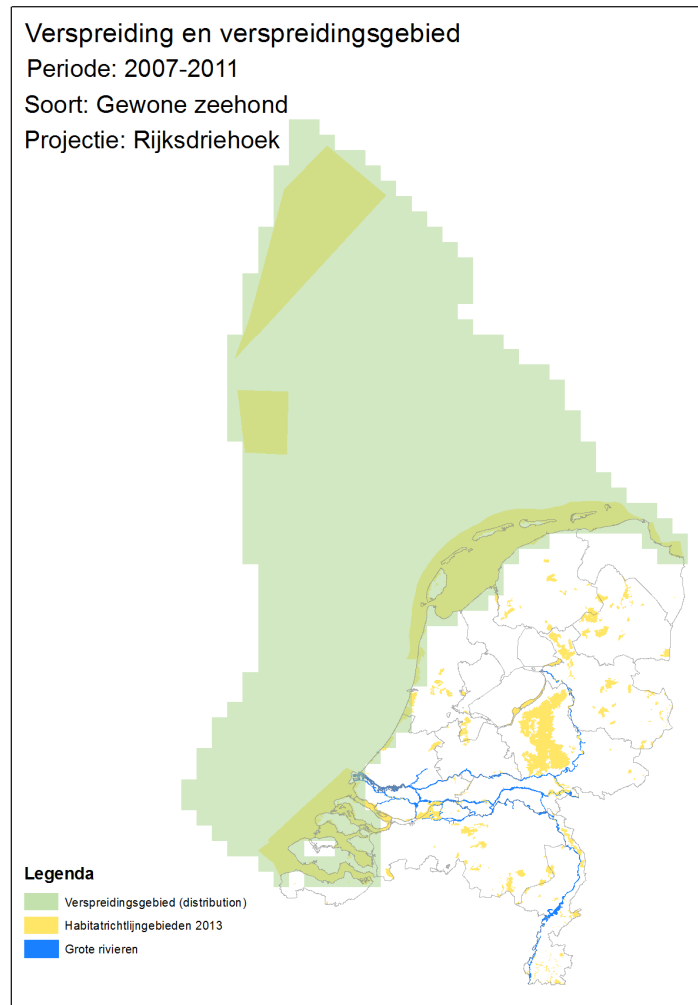 Verspreiding en verspreidingsgebied
Periode: 2007-2011
Soort: Gewone zeehond
Projectie: Rijksdriehoek
Legenda
Verspreidingsgebied (distribution)
Habitatrichtlijngebieden 2013
Grote rivieren